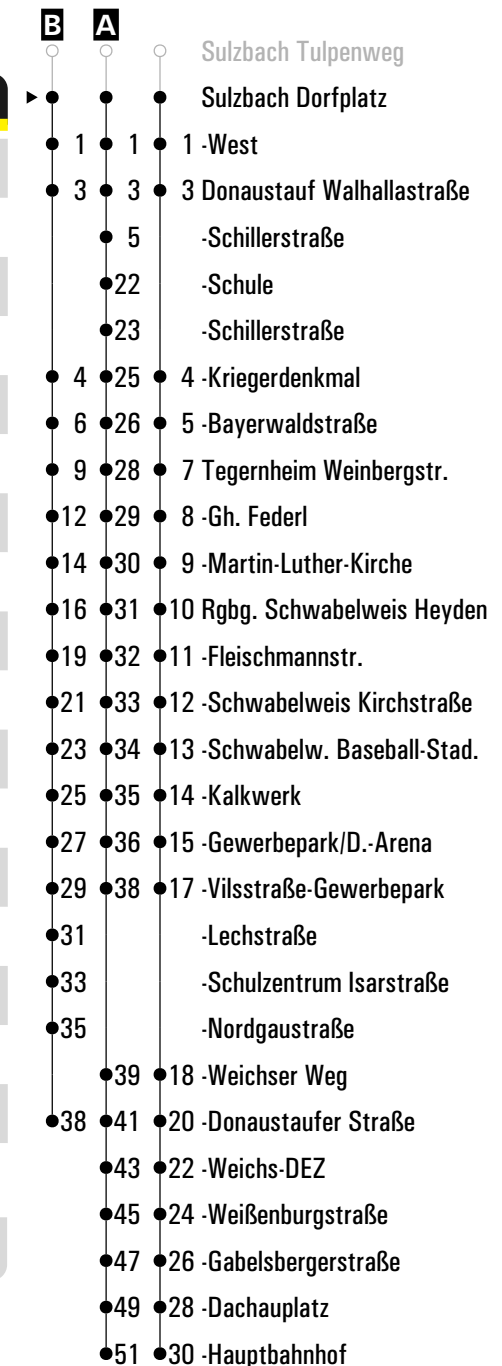 B A
Sulzbach Tulpenweg
Sulzbach Dorfplatz
1 1 1 -West
3 3 3 Donaustauf Walhallastraße
5 -Schillerstraße
22 -Schule
23 -Schillerstraße
4 25 4 -Kriegerdenkmal
6 26 5 -Bayerwaldstraße
9 28 7 Tegernheim Weinbergstr.
12 29 8 -Gh. Federl
14 30 9 -Martin-Luther-Kirche
16 31 10 Rgbg. Schwabelweis Heyden
19 32 11 -Fleischmannstr.
21 33 12 -Schwabelweis Kirchstraße
23 34 13 -Schwabelw. Baseball-Stad.
25 35 14 -Kalkwerk
27 36 15 -Gewerbepark/D.-Arena
29 38 17 -Vilsstraße-Gewerbepark
31 -Lechstraße
33 -Schulzentrum Isarstraße
35 -Nordgaustraße
39 18 -Weichser Weg
38 41 20 -Donaustaufer Straße
43 22 -Weichs-DEZ
45 24 -Weißenburgstraße
47 26 -Gabelsbergerstraße
49 28 -Dachauplatz
51 30 -Hauptbahnhof